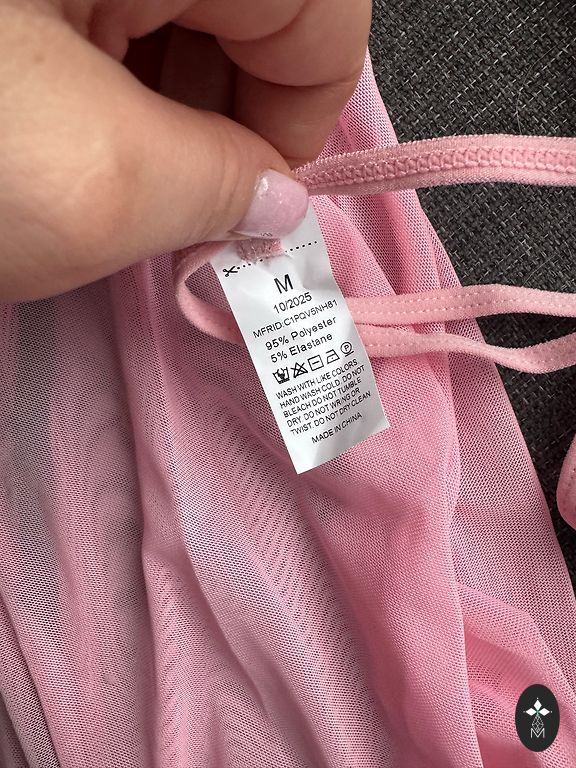 M
10/2025
MFRID:C1PQV5NH81
95% Polyester
5% Elastane
WASH WITH LIKE COLORS.
HAND WASH COLD. DO NOT
BLEACH DO NOT TUMBLE
DRY. DO NOT WRING OR
TWIST. DO NOT DRY CLEAN
MADE IN CHINA
M